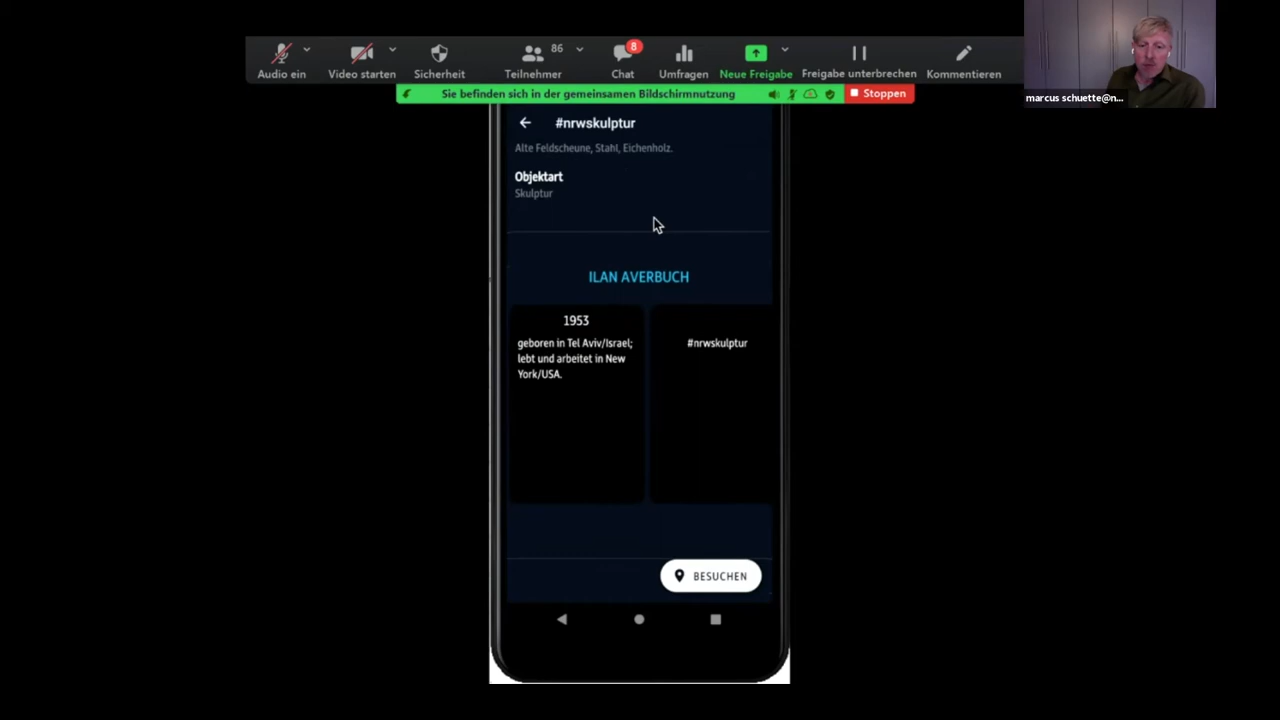 86
8
Audio ein
Video starten
Sicherheit
Teilnehmer
Chat
Umfragen
Neue Freigabe
Freigabe unterbrechen
Kommentieren
Sie befinden sich in der gemeinsamen Bildschirmnutzung
Stoppen
marcus schuette@n...
#nrwskulptur
Alte Feldscheune, Stahl, Eichenholz.
Objektart
Skulptur
ILAN AVERBUCH
1953
geboren in Tel Aviv/Israel;
lebt und arbeitet in New
York/USA.
#nrwskulptur
BESUCHEN